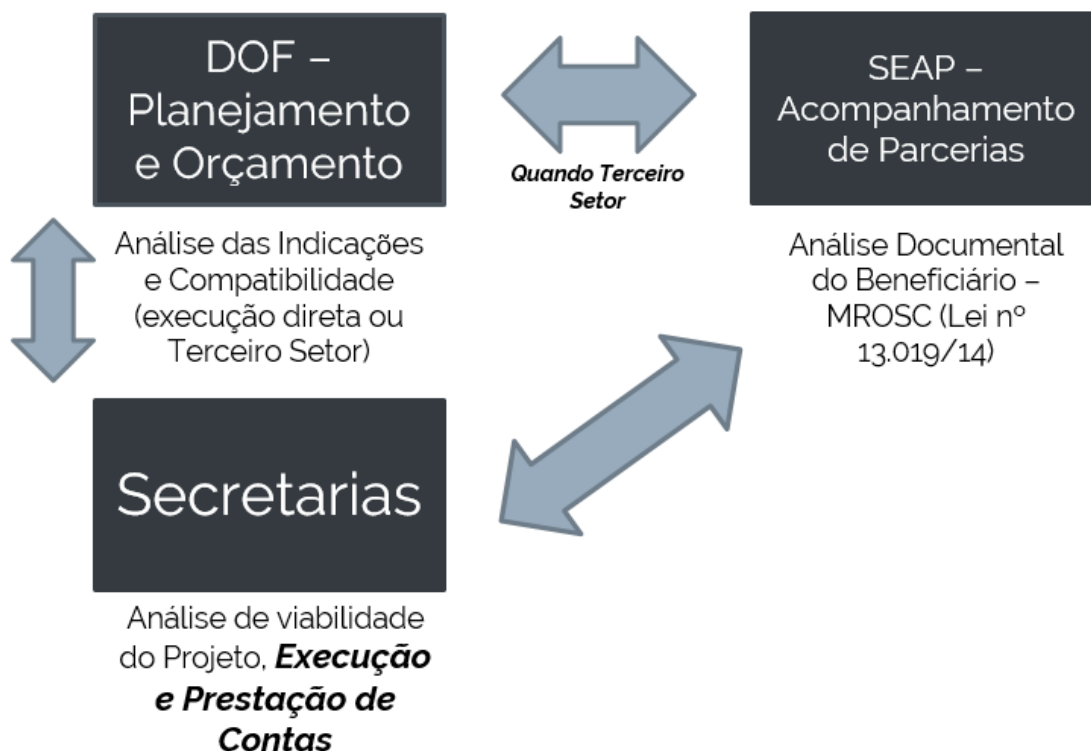 DOF –
Planejamento
e Orçamento
Quando Terceiro
Setor
SEAP –
Acompanhamento
de Parcerias
Análise das Indicações
e Compatibilidade
(execução direta ou
Terceiro Setor)
Análise Documental
do Beneficiário –
MROSC (Lei nº
13.019/14)
Secretarias
Análise de viabilidade
do Projeto, Execução
e Prestação de
Contas